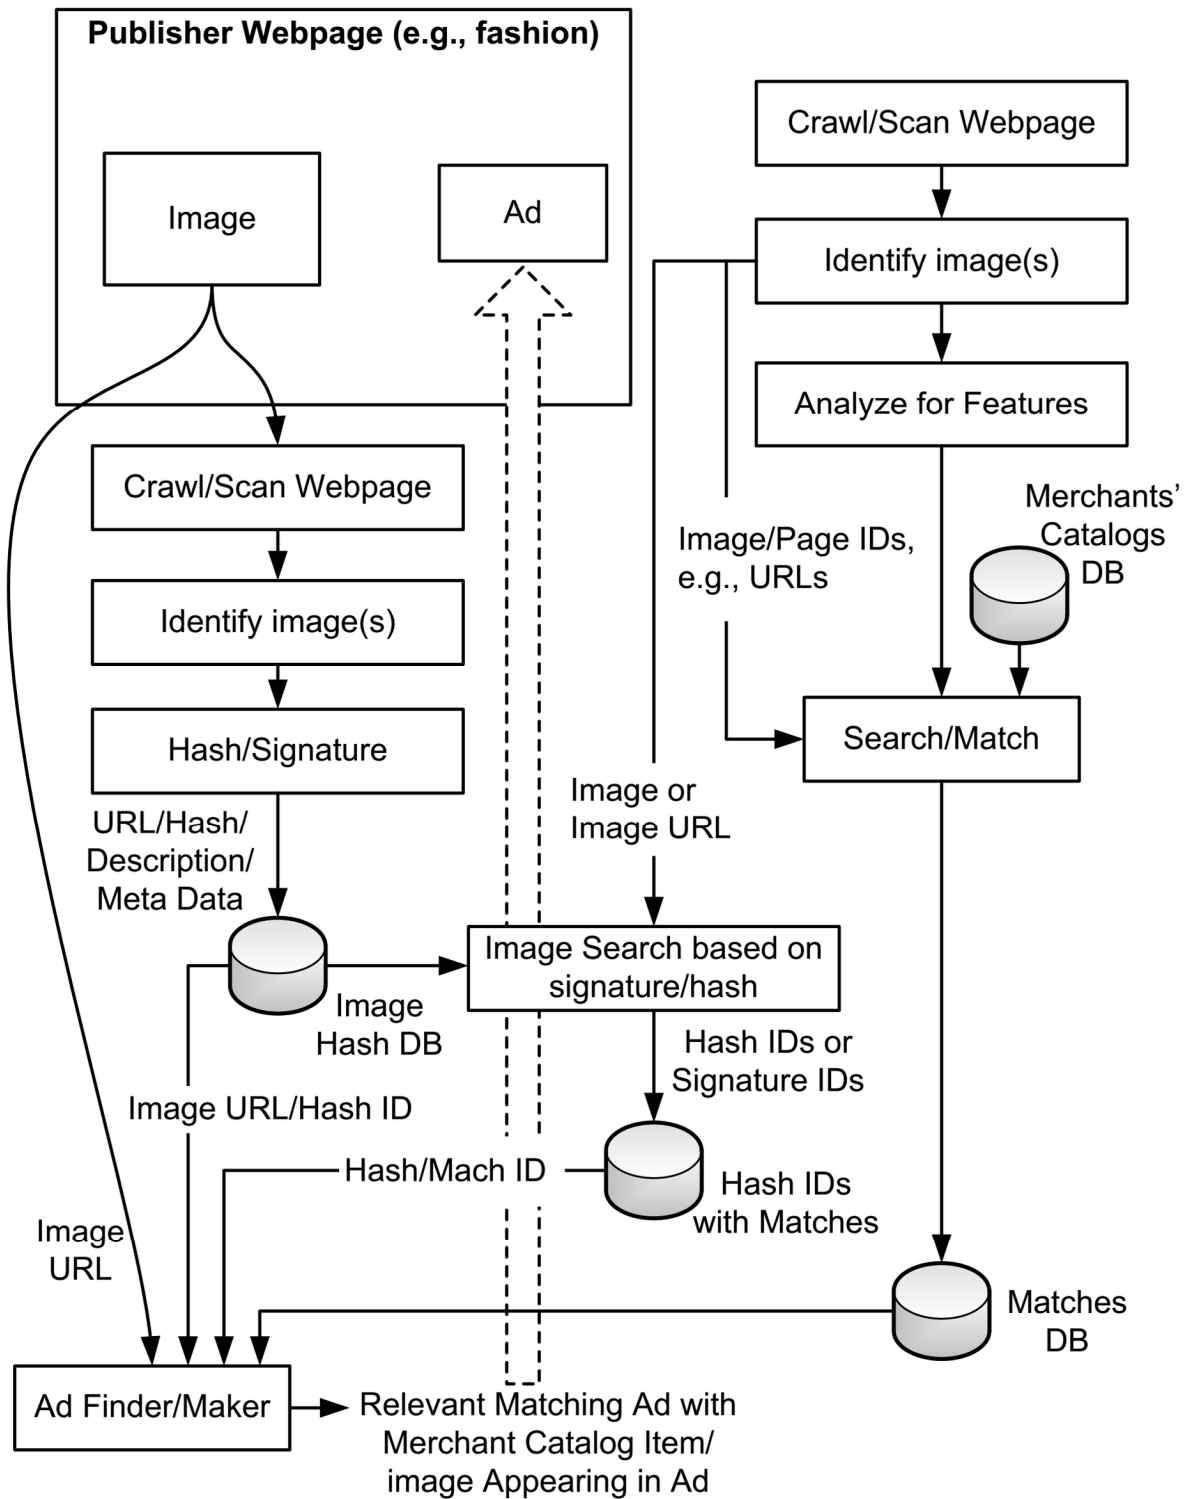 Publisher Webpage (e.g., fashion)
Image
Ad
Crawl/Scan Webpage
Identify image(s)
Analyze for Features
Merchants’
Catalogs
DB
Image/Page IDs,
e.g., URLs
Search/Match
Crawl/Scan Webpage
Identify image(s)
Hash/Signature
URL/Hash/
Description/
Meta Data
Image or
Image URL
Image Search based on
signature/hash
Image
Hash DB
Hash IDs or
Signature IDs
Image URL/Hash ID
Hash/Mach ID
Hash IDs
with Matches
Image
URL
Matches
DB
Ad Finder/Maker
Relevant Matching Ad with
Merchant Catalog Item/
image Appearing in Ad